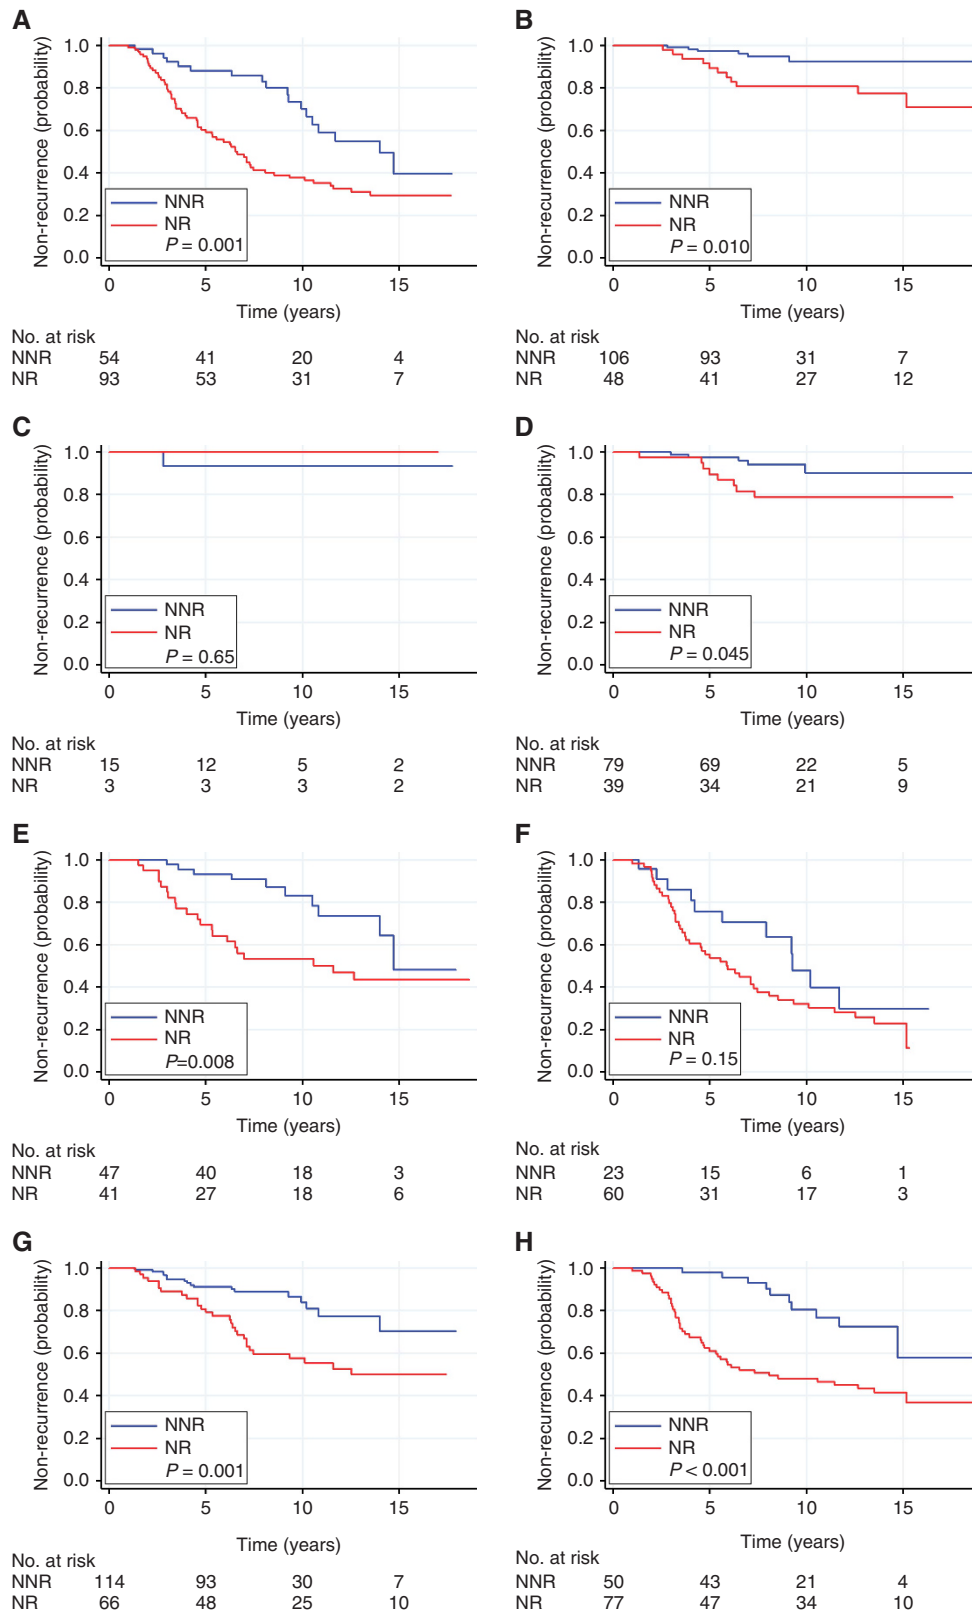 A
Non-recurrence (probability)
1.0
0.8
0.6
0.4
0.2
0.0
NNR
NR
P = 0.001
0 5 10 15
Time (years)
No. at risk
NNR 54 41 20 4
NR 93 53 31 7
B
Non-recurrence (probability)
1.0
0.8
0.6
0.4
0.2
0.0
NNR
NR
P = 0.010
0 5 10 15
Time (years)
No. at risk
NNR 106 93 31 7
NR 48 41 27 12
C
Non-recurrence (probability)
1.0
0.8
0.6
0.4
0.2
0.0
NNR
NR
P = 0.65
0 5 10 15
Time (years)
No. at risk
NNR 15 12 5 2
NR 3 3 3 2
D
Non-recurrence (probability)
1.0
0.8
0.6
0.4
0.2
0.0
NNR
NR
P = 0.045
0 5 10 15
Time (years)
No. at risk
NNR 79 69 22 5
NR 39 34 21 9
E
Non-recurrence (probability)
1.0
0.8
0.6
0.4
0.2
0.0
NNR
NR
P=0.008
0 5 10 15
Time (years)
No. at risk
NNR 47 40 18 3
NR 41 27 18 6
F
Non-recurrence (probability)
1.0
0.8
0.6
0.4
0.2
0.0
NNR
NR
P = 0.15
0 5 10 15
Time (years)
No. at risk
NNR 23 15 6 1
NR 60 31 17 3
G
Non-recurrence (probability)
1.0
0.8
0.6
0.4
0.2
0.0
NNR
NR
P = 0.001
0 5 10 15
Time (years)
No. at risk
NNR 114 93 30 7
NR 66 48 25 10
H
Non-recurrence (probability)
1.0
0.8
0.6
0.4
0.2
0.0
NNR
NR
P < 0.001
0 5 10 15
Time (years)
No. at risk
NNR 50 43 21 4
NR 77 47 34 10